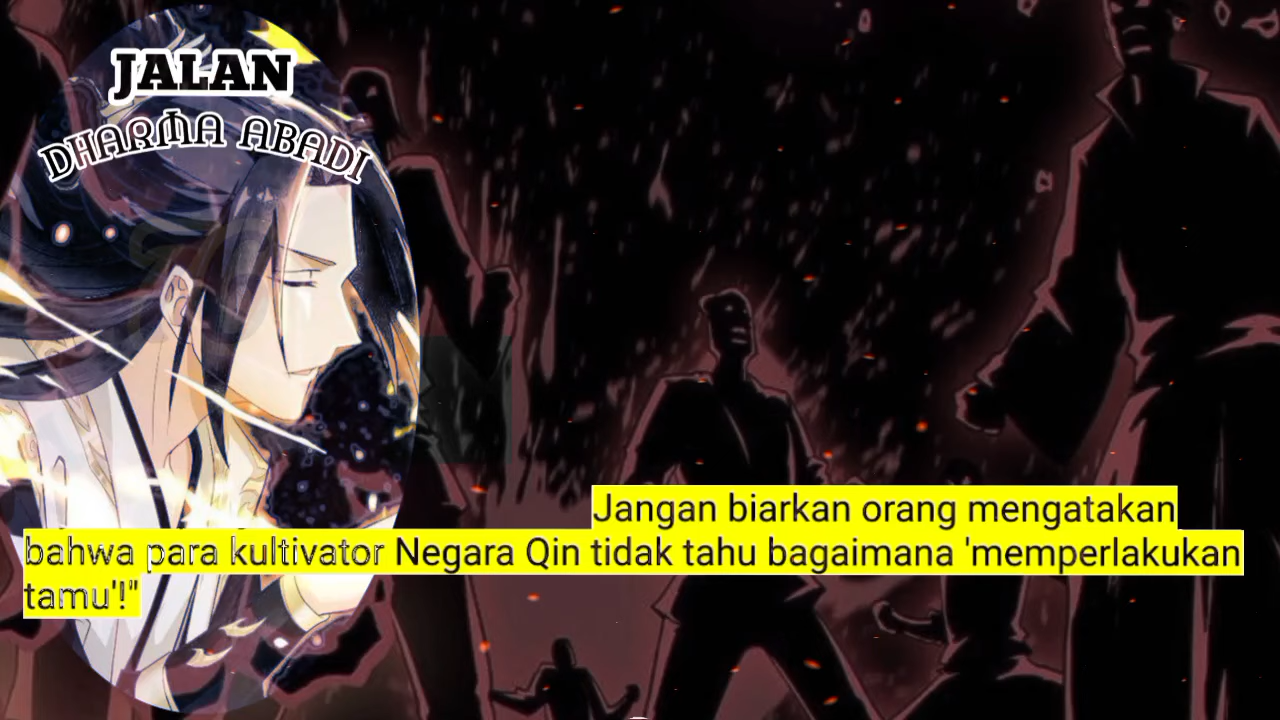 JALAN
DHARMA ABADI
Jangan biarkan orang mengatakan
bahwa para kultivator Negara Qin tidak tahu bagaimana 'memperlakukan
tamu'!"